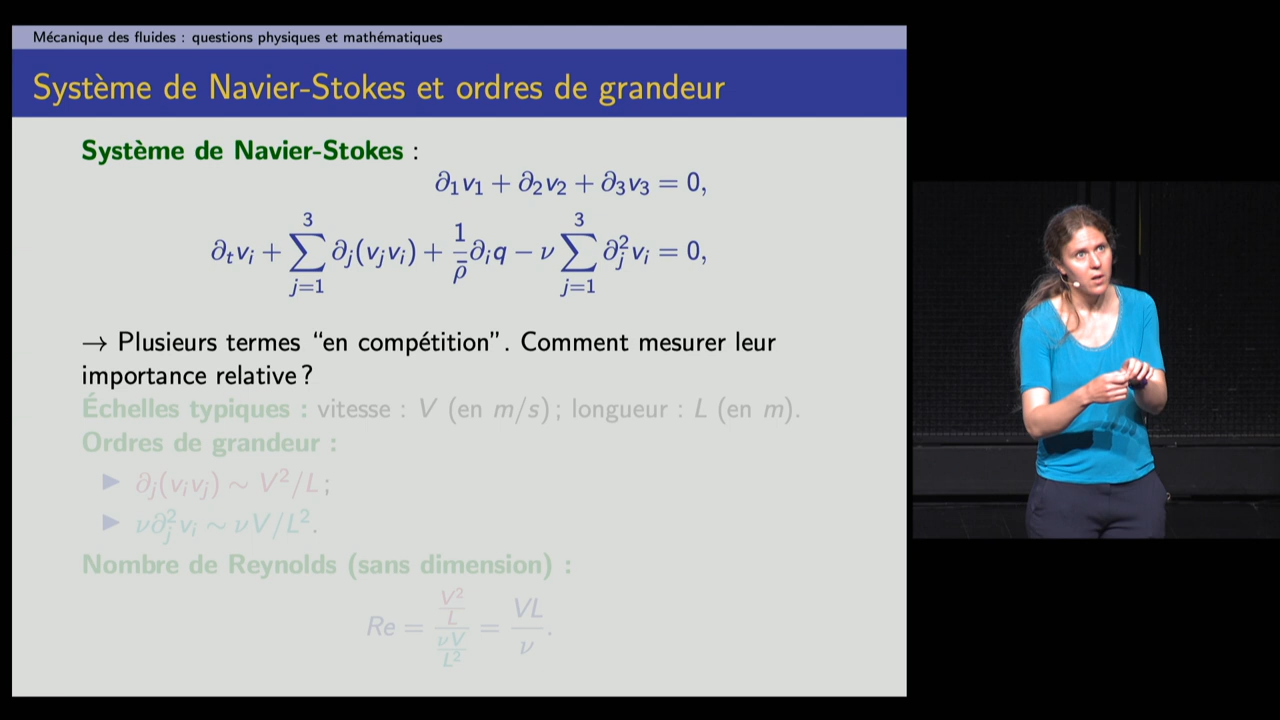 Mécanique des fluides : questions physiques et mathématiques
Système de Navier-Stokes et ordres de grandeur
Système de Navier-Stokes :
∂₁v₁ + ∂₂v₂ + ∂₃v₃ = 0,
∂ₜvᵢ + ∑_{j=1}^{3} ∂ⱼ(vⱼvᵢ) + (1/ρ̄)∂ᵢq − ν ∑_{j=1}^{3} ∂ⱼ²vᵢ = 0,
→ Plusieurs termes “en compétition”. Comment mesurer leur
importance relative ?
Échelles typiques : vitesse : V (en m/s) ; longueur : L (en m).
Ordres de grandeur :
▶ ∂ⱼ(vᵢvⱼ) ∼ V²/L ;
▶ ν∂ⱼ²vᵢ ∼ νV/L².
Nombre de Reynolds (sans dimension) :
Re = (V²/L)/(νV/L²) = VL/ν.